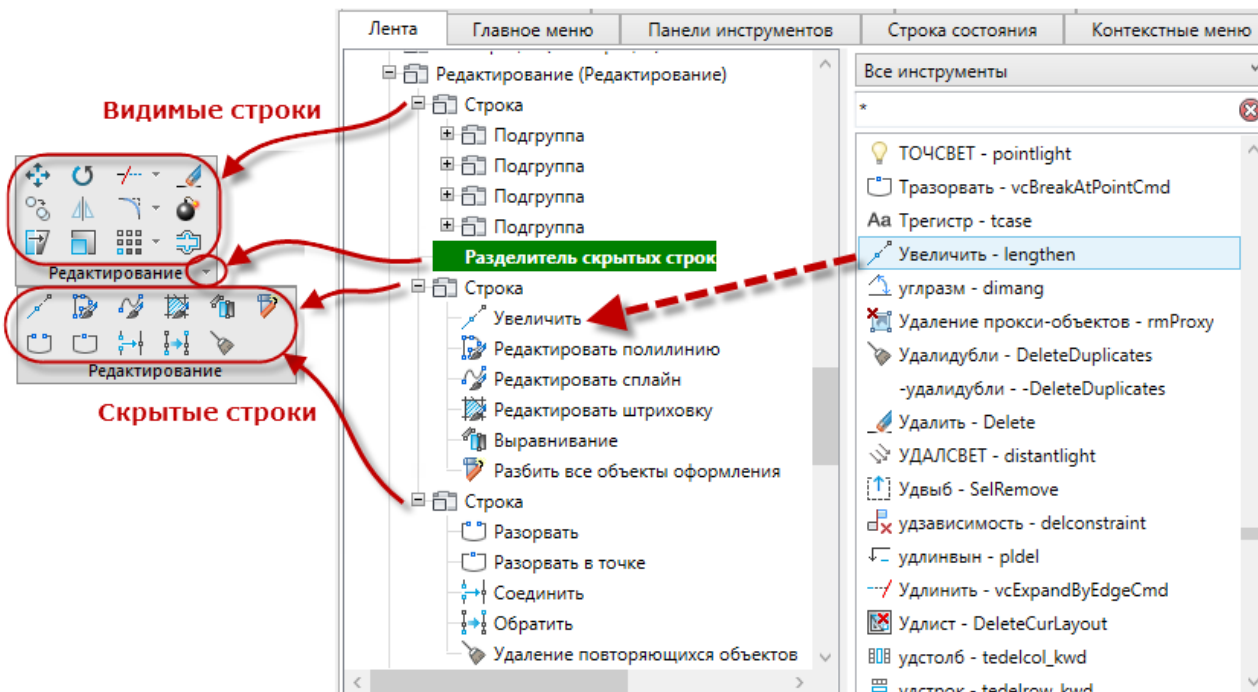 Лента
Главное меню
Панели инструментов
Строка состояния
Контекстные меню
Видимые строки
Редактирование
Редактирование
Скрытые строки
Редактирование (Редактирование)
Строка
Подгруппа
Подгруппа
Подгруппа
Подгруппа
Разделитель скрытых строк
Строка
Увеличить
Редактировать полилинию
Редактировать сплайн
Редактировать штриховку
Выравнивание
Разбить все объекты оформления
Строка
Разорвать
Разорвать в точке
Соединить
Обратить
Удаление повторяющихся объектов
Все инструменты
*
ТОЧСВЕТ - pointlight
Тразорвать - vcBreakAtPointCmd
Aa Трегистр - tcase
Увеличить - lengthen
углразм - dimang
Удаление прокси-объектов - rmProxy
Удалидубли - DeleteDuplicates
-удалидубли - -DeleteDuplicates
Удалить - Delete
УДАЛСВЕТ - distantlight
Удвыб - SelRemove
удзависимость - delconstraint
удлинвын - pldel
Удлинить - vcExpandByEdgeCmd
Удлист - DeleteCurLayout
удстолб - tedelcol_kwd
удстрок - tedelrow_kwd